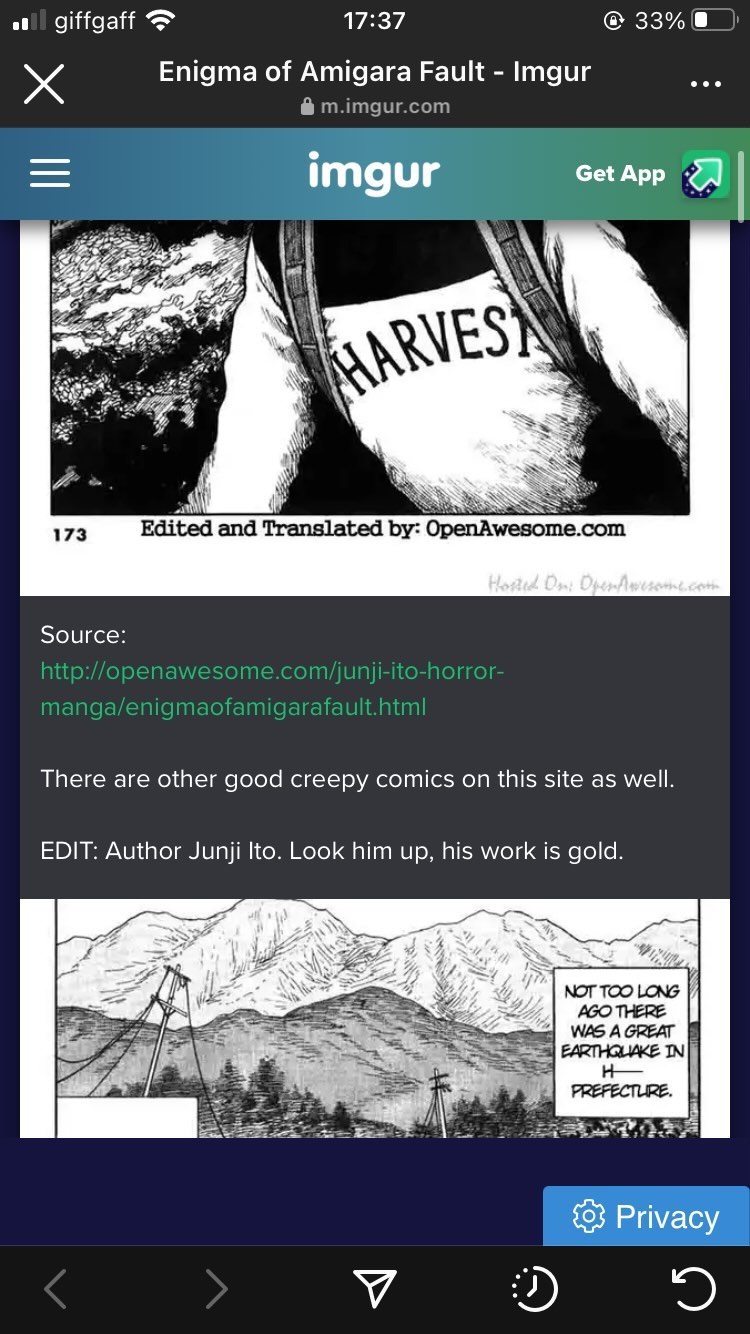 giffgaff 17:37 33%
Enigma of Amigara Fault - Imgur
m.imgur.com
imgur Get App
HARVEST
173 Edited and Translated by: OpenAwesome.com
Hosted On: OpenAwesome.com
Source:
http://openawesome.com/junji-ito-horror-
manga/enigmaofamigarafault.html
There are other good creepy comics on this site as well.
EDIT: Author Junji Ito. Look him up, his work is gold.
NOT TOO LONG
AGO THERE
WAS A GREAT
EARTHQUAKE IN
H—
PREFECTURE.
Privacy